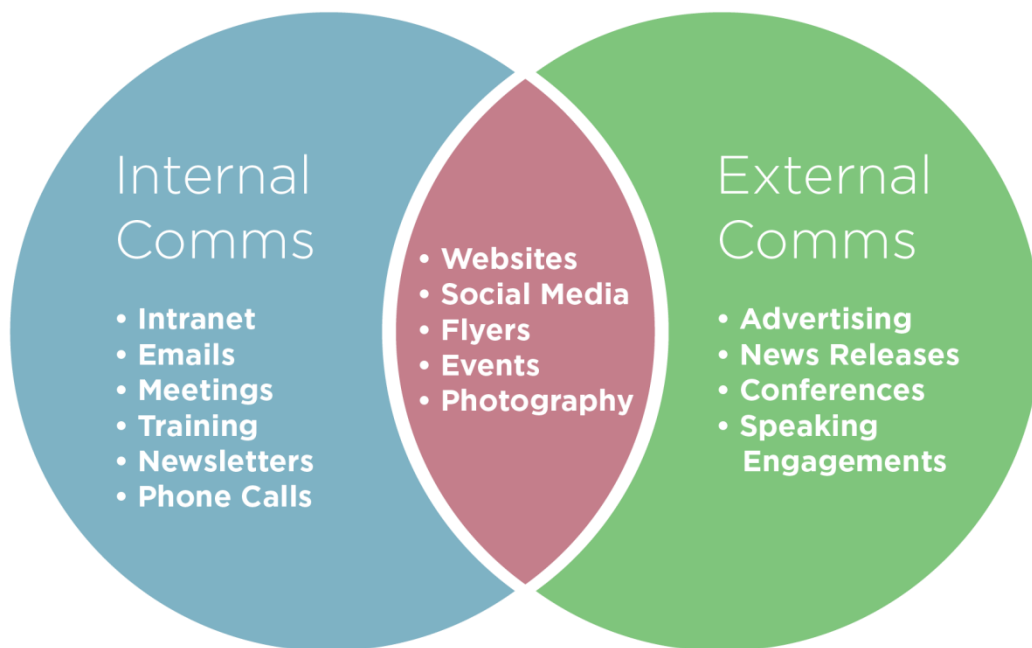 Internal
Comms
• Intranet
• Emails
• Meetings
• Training
• Newsletters
• Phone Calls
• Websites
• Social Media
• Flyers
• Events
• Photography
External
Comms
• Advertising
• News Releases
• Conferences
• Speaking
Engagements